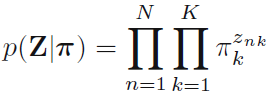 p(Z|π) = ∏_{n=1}^{N} ∏_{k=1}^{K} π_k^{z_{nk}}